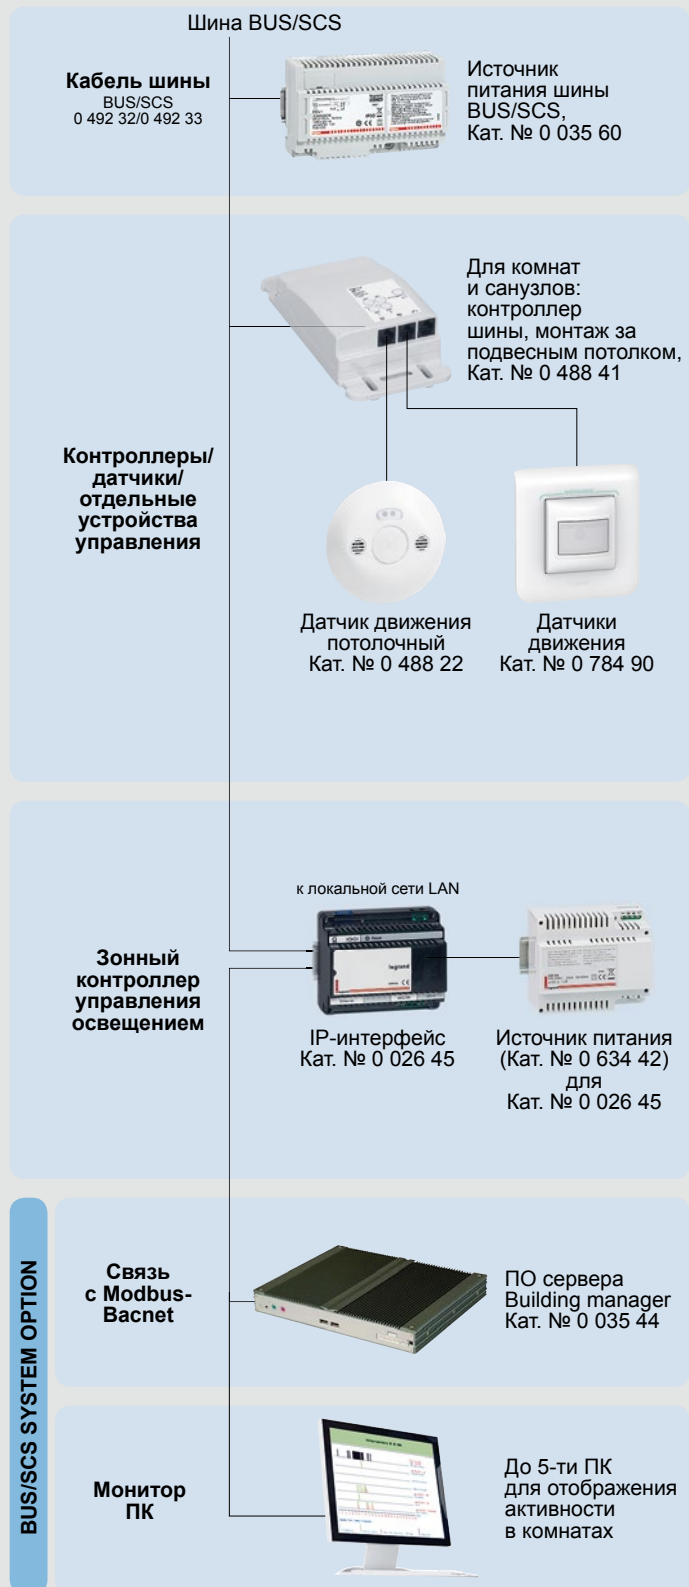 Шина BUS/SCS
Кабель шины
BUS/SCS
0 492 32/0 492 33
Источник
питания шины
BUS/SCS,
Кат. № 0 035 60
Для комнат
и санузлов:
контроллер
шины, монтаж за
подвесным потолком,
Кат. № 0 488 41
Контроллеры/
датчики/
отдельные
устройства
управления
Датчик движения
потолочный
Кат. № 0 488 22
Датчики
движения
Кат. № 0 784 90
к локальной сети LAN
Зонный
контроллер
управления
освещением
legrand
IP-интерфейс
Кат. № 0 026 45
Источник питания
(Кат. № 0 634 42)
для
Кат. № 0 026 45
BUS/SCS SYSTEM OPTION
Связь
с Modbus-
Bacnet
ПО сервера
Building manager
Кат. № 0 035 44
Монитор
ПК
До 5-ти ПК
для отображения
активности
в комнатах